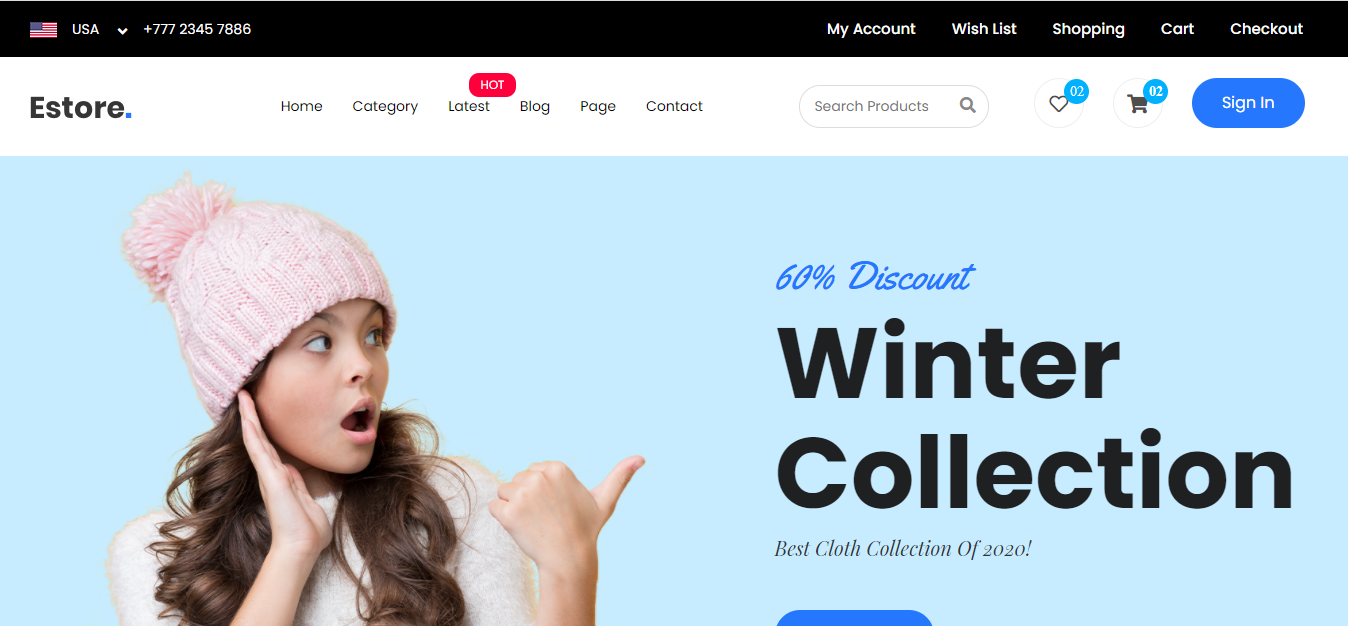 USA +777 2345 7886 My Account Wish List Shopping Cart Checkout
HOT
Estore. Home Category Latest Blog Page Contact Search Products 02 02 Sign In
60% Discount
Winter
Collection
Best Cloth Collection Of 2020!